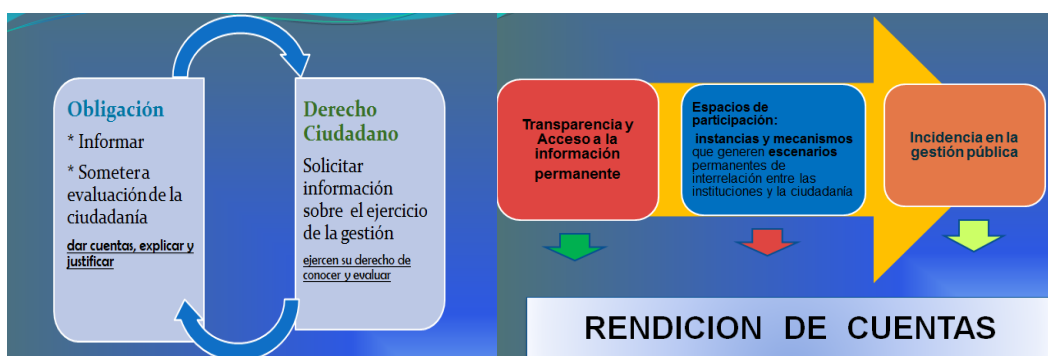 Obligación
* Informar
* Someter a
evaluación de la
ciudadanía
dar cuentas, explicar y
justificar
Derecho
Ciudadano
Solicitar
información
sobre el ejercicio
de la gestión
ejercen su derecho de
conocer y evaluar
Transparencia y
Acceso a la
información
permanente
Espacios de
participación:
instancias y mecanismos
que generen escenarios
permanentes de
interrelación entre las
instituciones y la ciudadanía
Incidencia en la
gestión pública
RENDICION DE CUENTAS